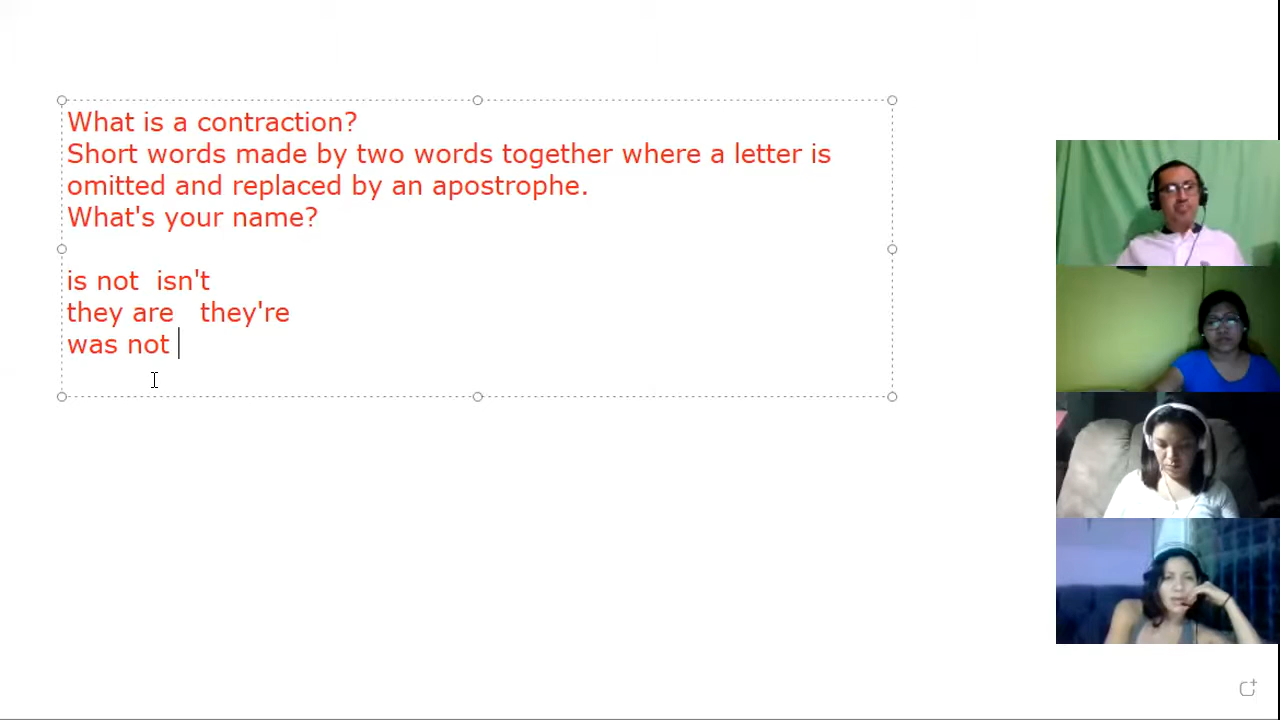 What is a contraction?
Short words made by two words together where a letter is
omitted and replaced by an apostrophe.
What's your name?
is not  isn't
they are   they're
was not